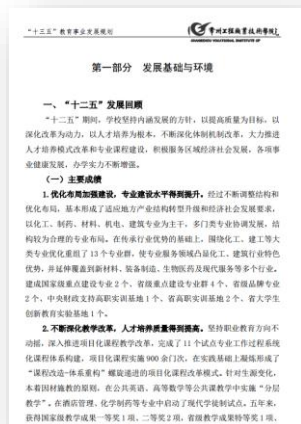 “十三五”教育事业发展规划
常州工程职业技术学院
第一部分 发展基础与环境
一、“十二五”发展回顾
“十二五”期间，学校坚持内涵发展的方针，以提高质量为目标，以
深化改革为动力，以人才培养为根本，不断深化体制机制改革，大力推进
人才培养模式改革和专业课程建设，积极服务区域经济社会发展，各项事
业健康发展，办学实力不断增强。
（一）主要成绩
1.优化布局加强建设，专业建设水平得到提升。经过不断调整结构和
优化布局，基本形成了适应地方产业结构转型升级和经济社会发展要求，
以化工、制药、材料、机电、建筑专业为主干，多门类专业协调发展，结
构较为合理的专业布局。在传承行业优势的基础上，围绕化工、建工等大
类专业优化重组了 13 个专业群，使专业服务领域凸显化工、建筑行业特色
优势，并延伸覆盖到新材料、装备制造、生物医药及现代服务等多个行业。
建成国家级重点建设专业 2 个、省级重点建设专业群 4 个、省级品牌专业
2 个，中央财政支持高职实训基地 1 个、省高职实训基地 2 个、省大学生
创新教育实验基地 1 个。
2.不断深化教学改革，人才培养质量得到提高。坚持职业教育方向不
动摇，深入推进项目化课程教学改革，完成了 11 个试点专业工作过程系统
化课程体系构建，项目化课程实施 900 余门次，在实践基础上凝练形成了
“课程改造-体系重构”螺旋递进的项目化课程改革模式。针对生源变化，
本着因材施教的原则，在公共英语、高等数学等公共课教学中实施“分层
教学”。在酒店管理、化学制药等专业中启动了现代学徒制试点。五年来，
获得国家级教学成果一等奖 1 项、二等奖 2 项，省级教学成果特等奖 1 项、